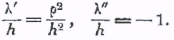 λ′/h = ρ²/h², λ″/h = −1.